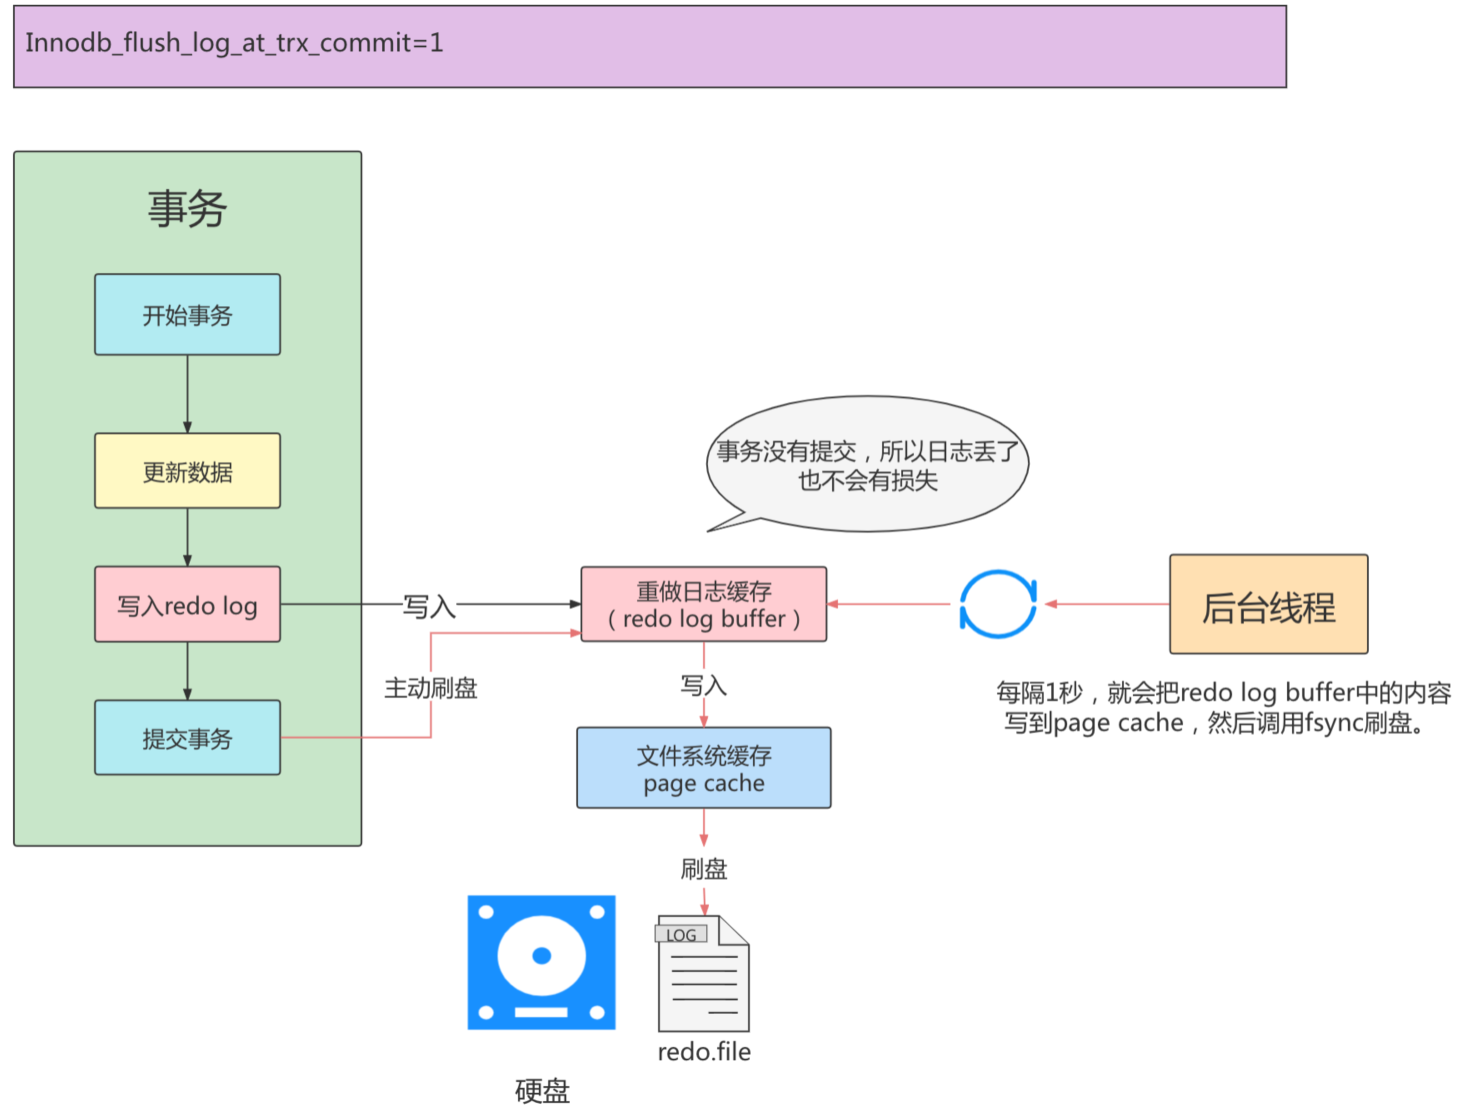 Innodb_flush_log_at_trx_commit=1
事务
开始事务
更新数据
写入redo log
提交事务
写入
主动刷盘
事务没有提交，所以日志丢了
也不会有损失
重做日志缓存
（redo log buffer）
写入
文件系统缓存
page cache
刷盘
LOG
redo.file
硬盘
后台线程
每隔1秒，就会把redo log buffer中的内容
写到page cache，然后调用fsync刷盘。